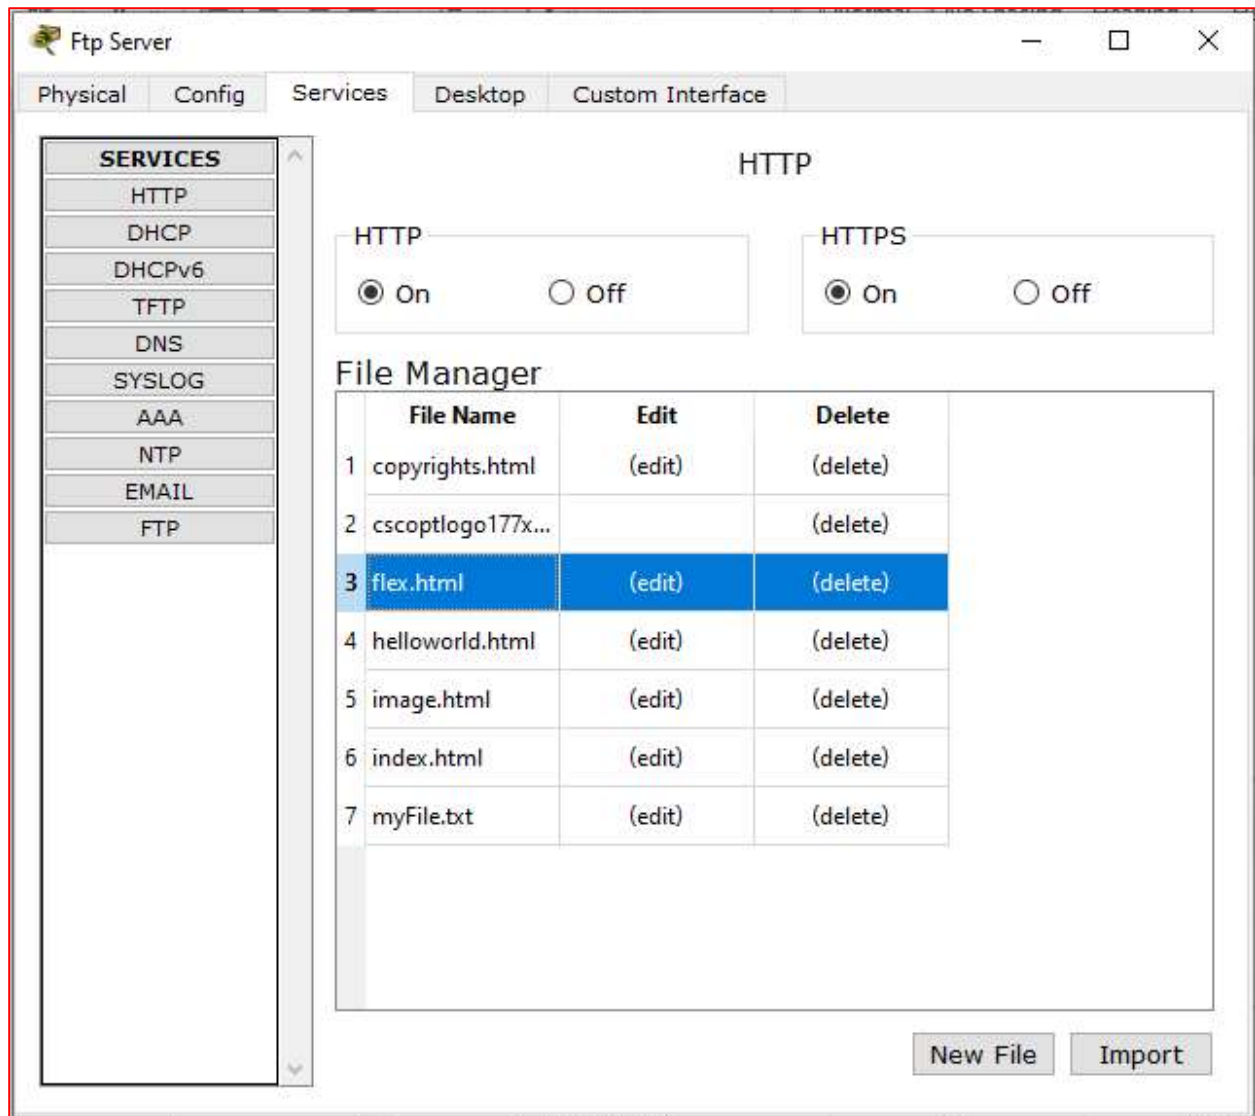 Ftp Server
Physical Config Services Desktop Custom Interface
SERVICES
HTTP
DHCP
DHCPv6
TFTP
DNS
SYSLOG
AAA
NTP
EMAIL
FTP
HTTP
HTTP HTTPS
On Off On Off
File Manager
File Name Edit Delete
1 copyrights.html (edit) (delete)
2 cscoptlogo177x... (delete)
3 flex.html (edit) (delete)
4 helloworld.html (edit) (delete)
5 image.html (edit) (delete)
6 index.html (edit) (delete)
7 myFile.txt (edit) (delete)
New File Import